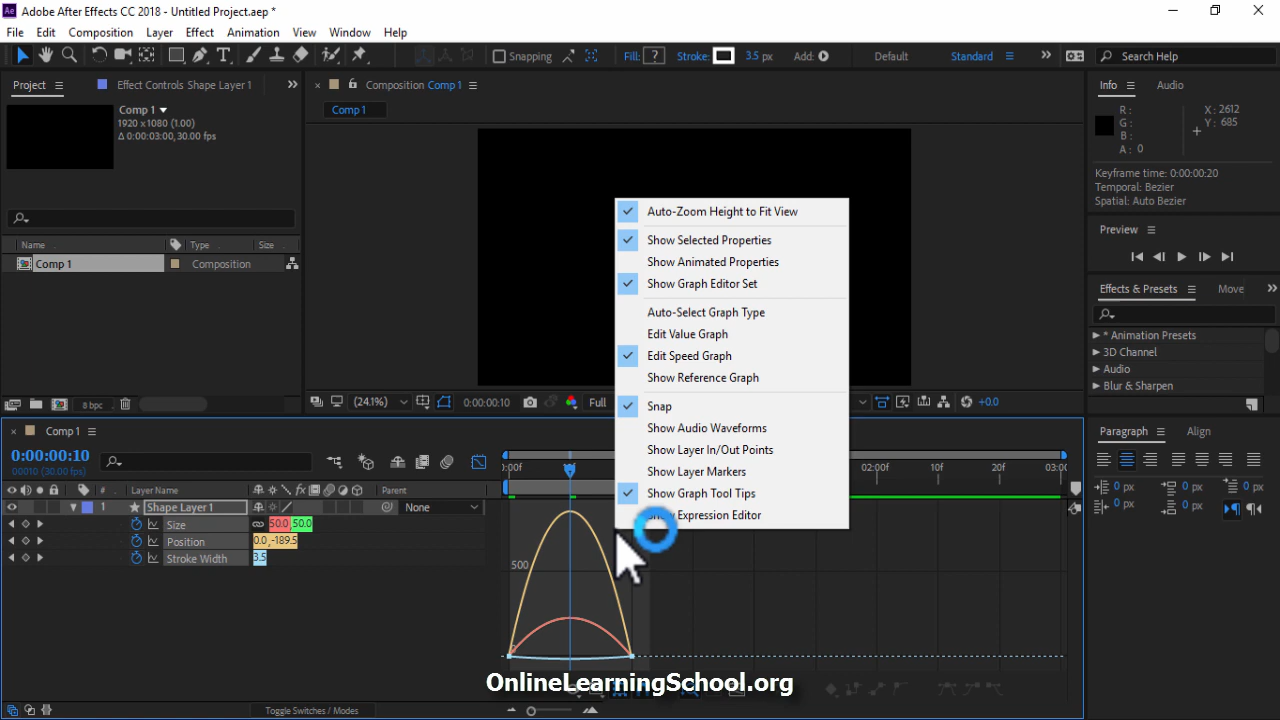 Adobe After Effects CC 2018 - Untitled Project.aep *
File Edit Composition Layer Effect Animation View Window Help
Snapping Fill: ? Stroke: 3.5 px Add: Default Standard Search Help
Project Effect Controls Shape Layer 1
Composition Comp 1
Info Audio
Comp 1
1920 x 1080 (1.00)
Δ 0:00:03:00, 30.00 fps
Comp 1
R:
G:
B:
A: 0
X: 2612
Y: 685
Keyframe time: 0:00:00:20
Temporal: Bezier
Spatial: Auto Bezier
Preview
Name Type Size
Comp 1 Composition
Effects & Presets Move
* Animation Presets
3D Channel
Audio
Blur & Sharpen
8 bpc
(24.1%) 0:00:00:10 Full +0.0
Auto-Zoom Height to Fit View
Show Selected Properties
Show Animated Properties
Show Graph Editor Set
Auto-Select Graph Type
Edit Value Graph
Edit Speed Graph
Show Reference Graph
Snap
Show Audio Waveforms
Show Layer In/Out Points
Show Layer Markers
Show Graph Tool Tips
Expression Editor
Comp 1
0:00:00:10
00010 (30.00 fps)
02:00f 10f 20f 03:00
# Layer Name Parent
1 Shape Layer 1 None
Size 50.0,50.0
Position 0.0,-189.5
Stroke Width 3.5
500
Paragraph Align
0 px 0 px 0 px
0 px 0 px
OnlineLearningSchool.org
Toggle Switches / Modes